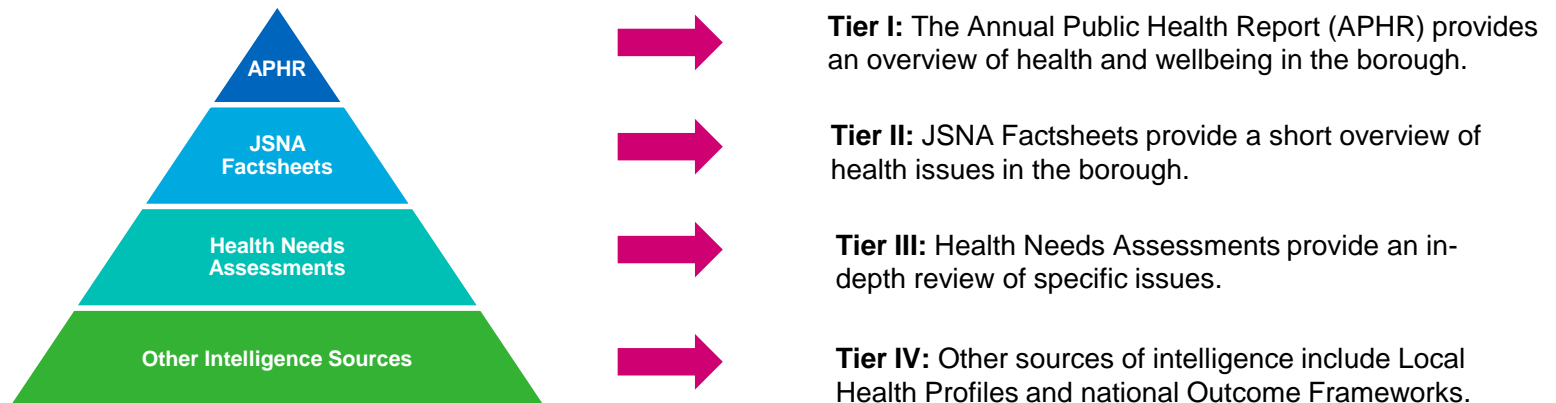 APHR
Tier I: The Annual Public Health Report (APHR) provides
an overview of health and wellbeing in the borough.
JSNA
Factsheets
Tier II: JSNA Factsheets provide a short overview of
health issues in the borough.
Health Needs
Assessments
Tier III: Health Needs Assessments provide an in-
depth review of specific issues.
Other Intelligence Sources
Tier IV: Other sources of intelligence include Local
Health Profiles and national Outcome Frameworks.